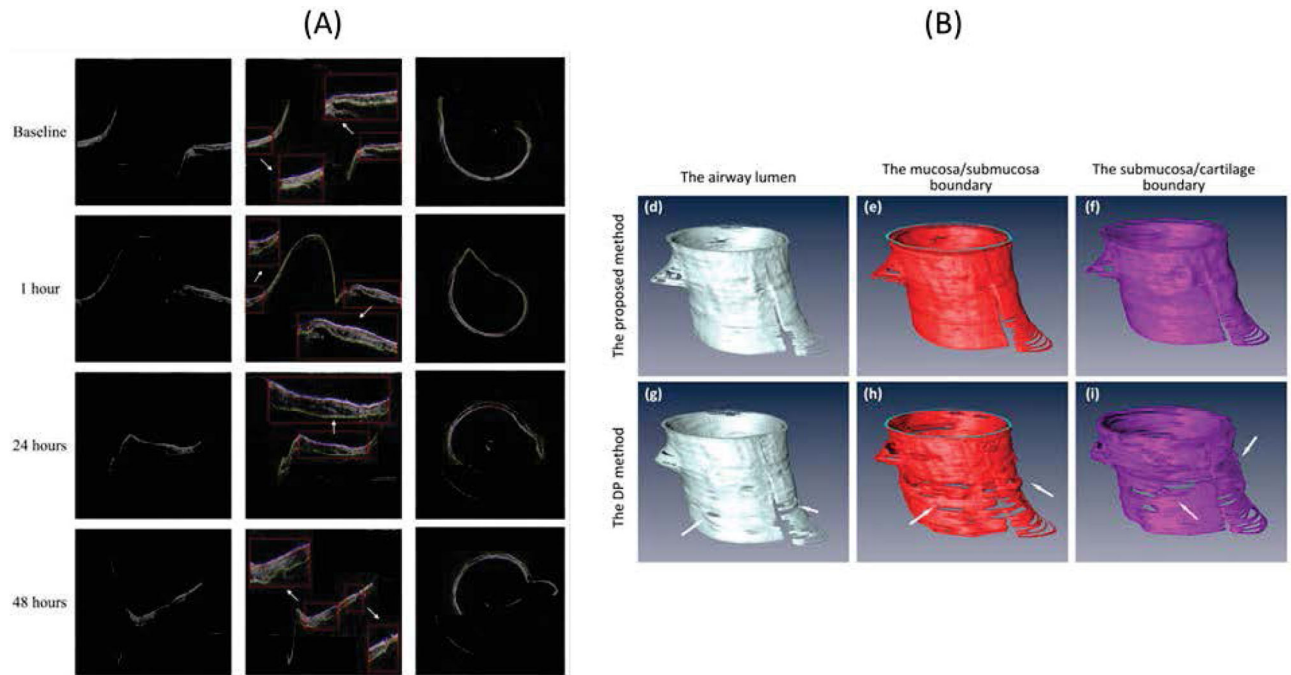 (A)
Baseline
1 hour
24 hours
48 hours
(B)
The airway lumen
The mucosa/submucosa
boundary
The submucosa/cartilage
boundary
The proposed method
(d)
(e)
(f)
The DP method
(g)
(h)
(i)